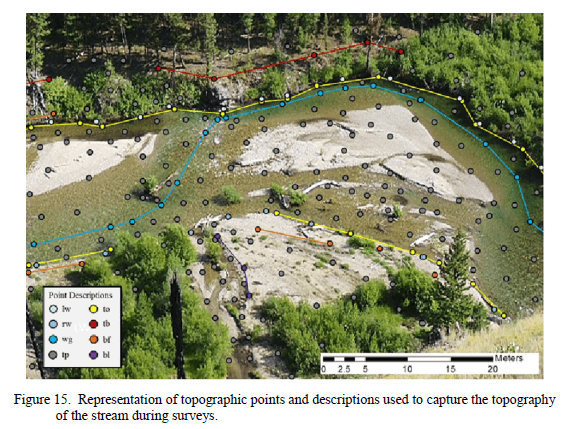 Point Descriptions
lw to
rw tb
wg bf
tp bl
Meters
0 2.5 5 10 15 20
Figure 15. Representation of topographic points and descriptions used to capture the topography
of the stream during surveys.